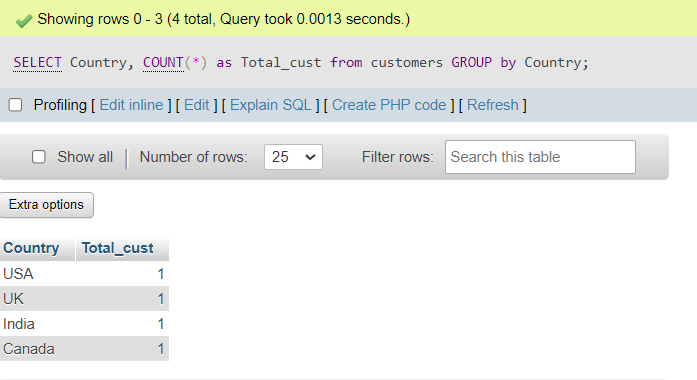 Showing rows 0 - 3 (4 total, Query took 0.0013 seconds.)
SELECT Country, COUNT(*) as Total_cust from customers GROUP by Country;
Profiling [ Edit inline ] [ Edit ] [ Explain SQL ] [ Create PHP code ] [ Refresh ]
Show all | Number of rows: 25 Filter rows: Search this table
Extra options
Country Total_cust
USA 1
UK 1
India 1
Canada 1